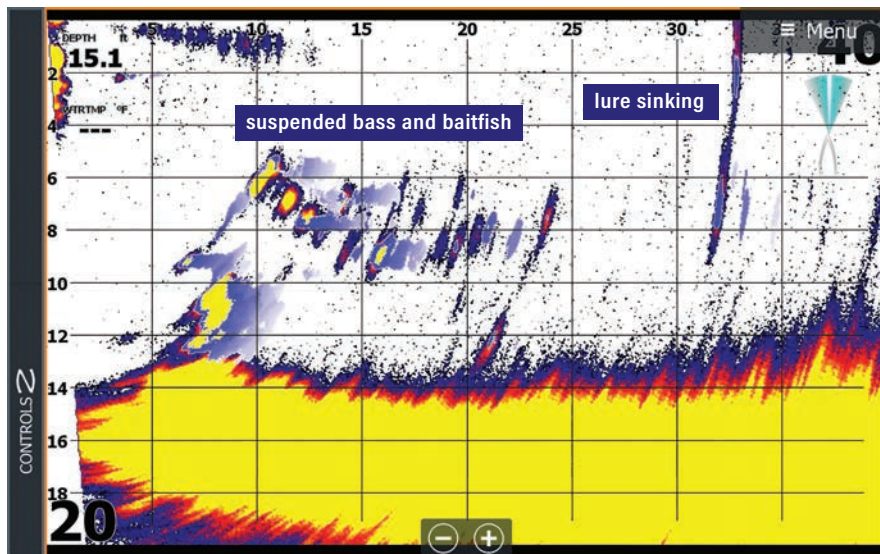 DEPTH ft
15.1
5 10 15 20 25 30
≡ Menu
40
2
WTRTMP °F
---
lure sinking
4
suspended bass and baitfish
6
8
10
12
14
CONTROLS
16
18
20
− +